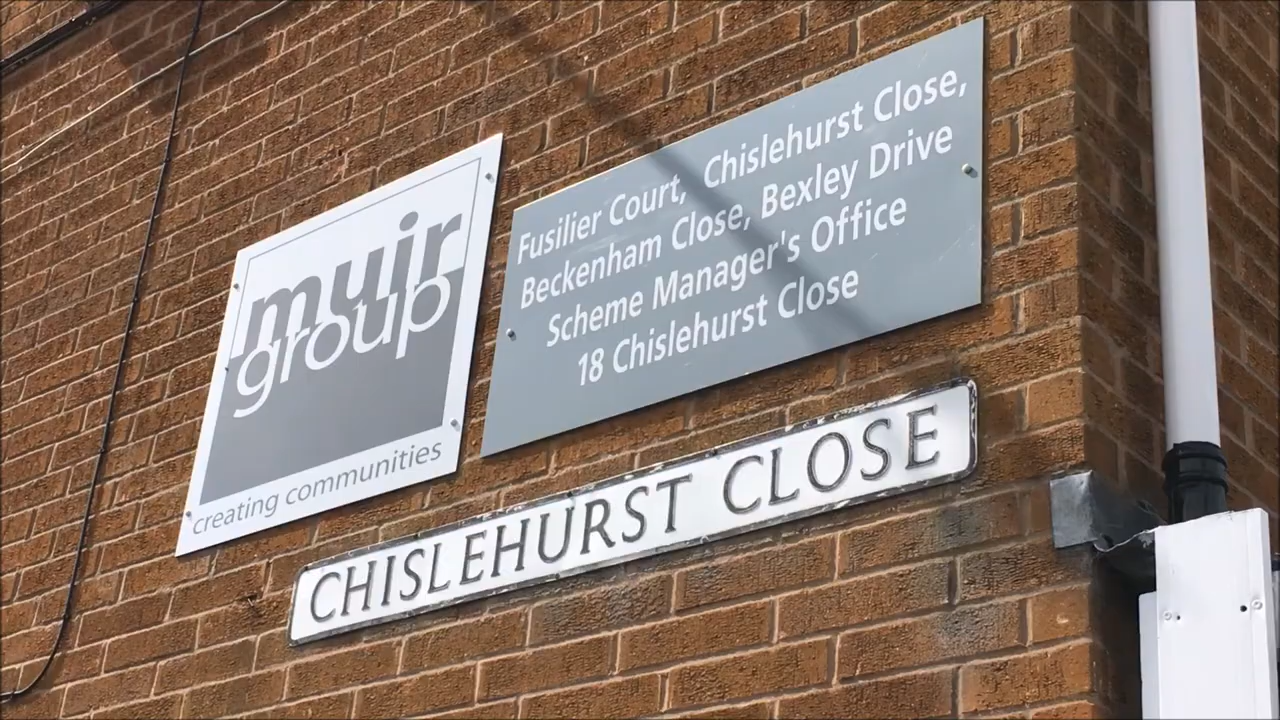 muir
group
creating communities
Fusilier Court, Chislehurst Close,
Beckenham Close, Bexley Drive
Scheme Manager's Office
18 Chislehurst Close
CHISLEHURST CLOSE